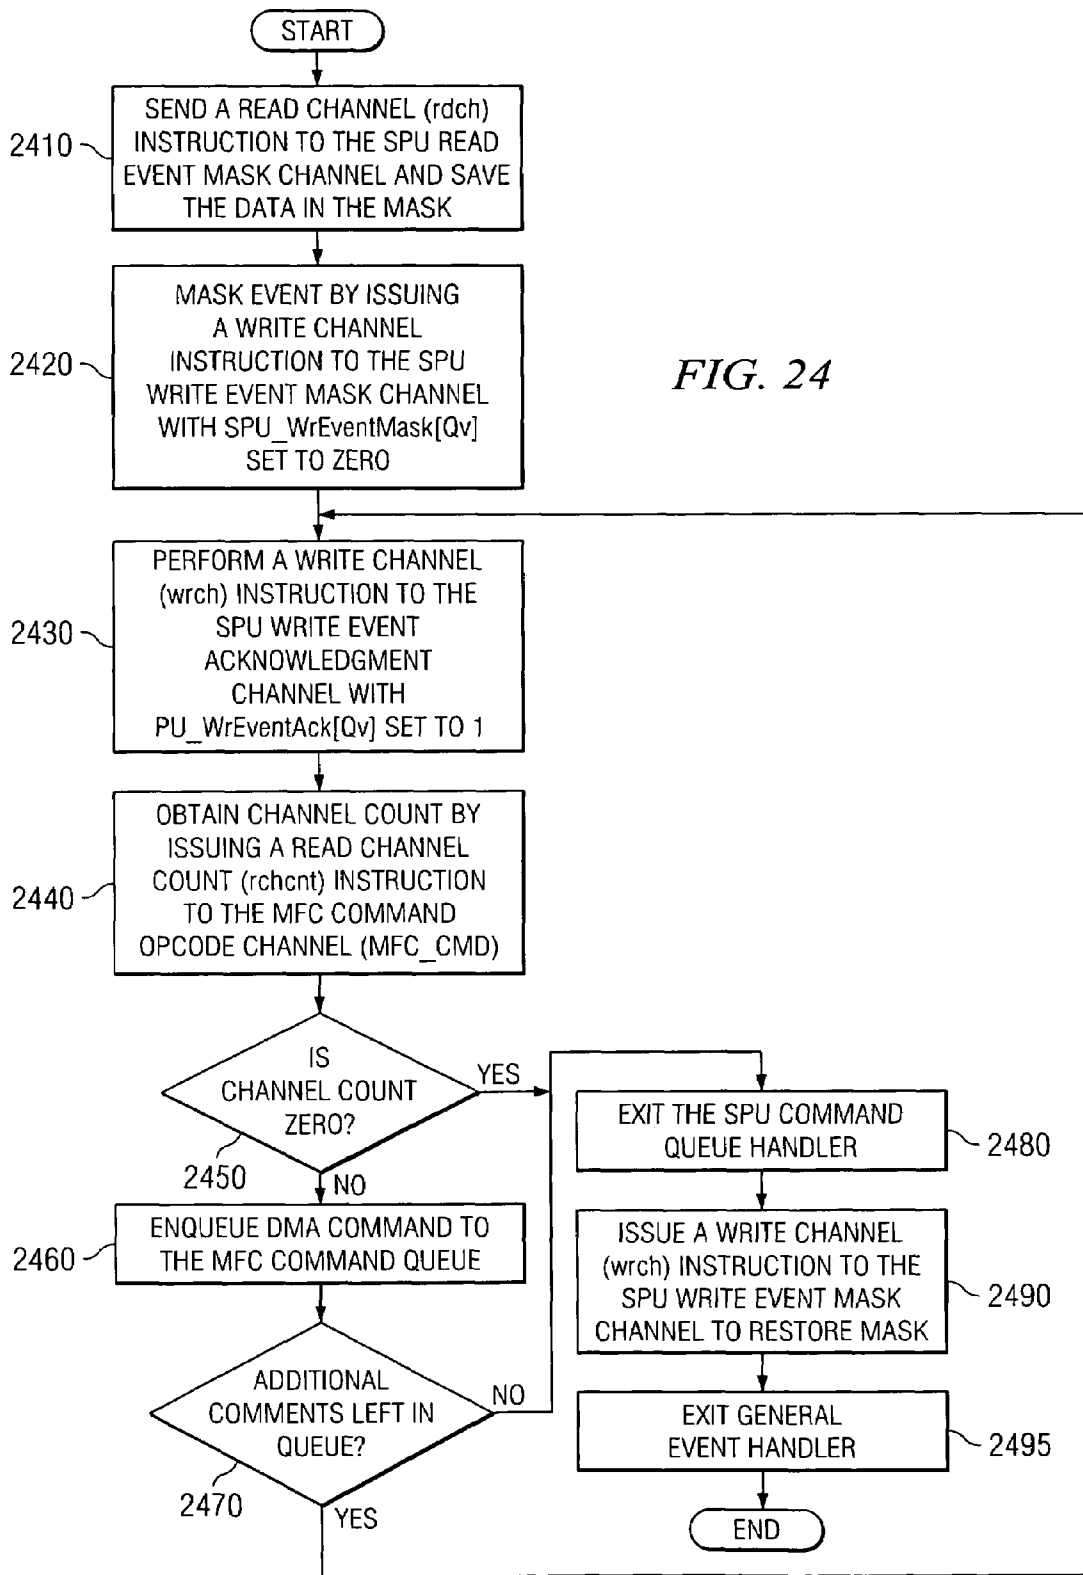 START
SEND A READ CHANNEL (rdch)
INSTRUCTION TO THE SPU READ
EVENT MASK CHANNEL AND SAVE
THE DATA IN THE MASK
2410
MASK EVENT BY ISSUING
A WRITE CHANNEL
INSTRUCTION TO THE SPU
WRITE EVENT MASK CHANNEL
WITH SPU_WrEventMask[Qv]
SET TO ZERO
2420
FIG. 24
PERFORM A WRITE CHANNEL
(wrch) INSTRUCTION TO THE
SPU WRITE EVENT
ACKNOWLEDGMENT
CHANNEL WITH
PU_WrEventAck[Qv] SET TO 1
2430
OBTAIN CHANNEL COUNT BY
ISSUING A READ CHANNEL
COUNT (rchcnt) INSTRUCTION
TO THE MFC COMMAND
OPCODE CHANNEL (MFC_CMD)
2440
IS
CHANNEL COUNT
ZERO?
YES
2450
NO
ENQUEUE DMA COMMAND TO
THE MFC COMMAND QUEUE
2460
ADDITIONAL
COMMENTS LEFT IN
QUEUE?
NO
2470
YES
EXIT THE SPU COMMAND
QUEUE HANDLER
2480
ISSUE A WRITE CHANNEL
(wrch) INSTRUCTION TO THE
SPU WRITE EVENT MASK
CHANNEL TO RESTORE MASK
2490
EXIT GENERAL
EVENT HANDLER
2495
END